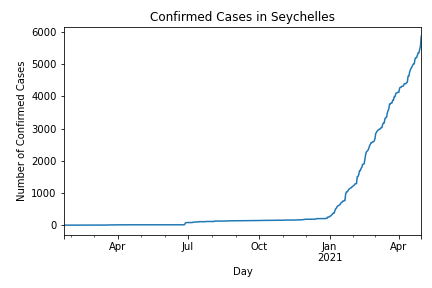 Confirmed Cases in Seychelles
6000
5000
4000
3000
2000
1000
0
Number of Confirmed Cases
Apr Jul Oct Jan Apr
2021
Day